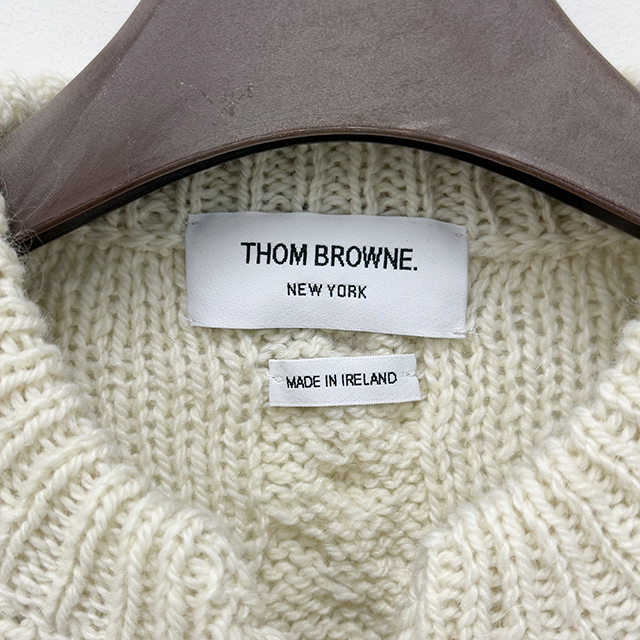 THOM BROWNE.
NEW YORK
MADE IN IRELAND